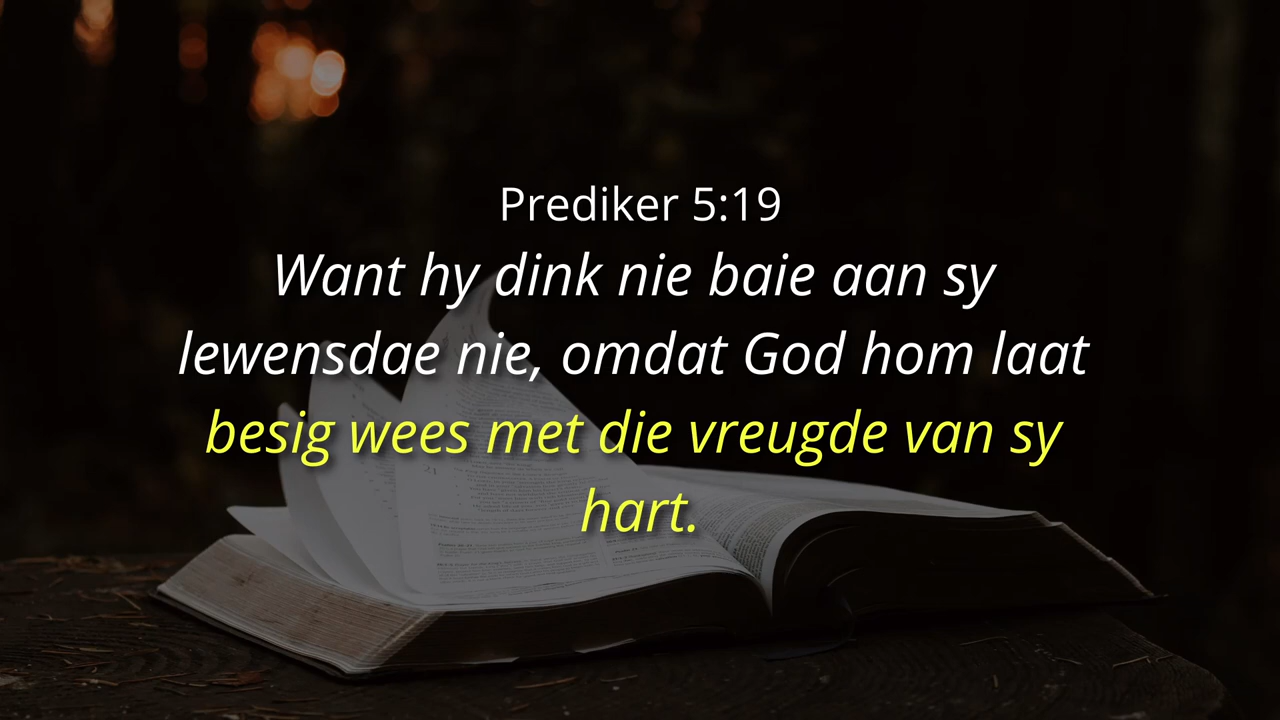 Prediker 5:19
Want hy dink nie baie aan sy
lewensdae nie, omdat God hom laat
besig wees met die vreugde van sy
hart.